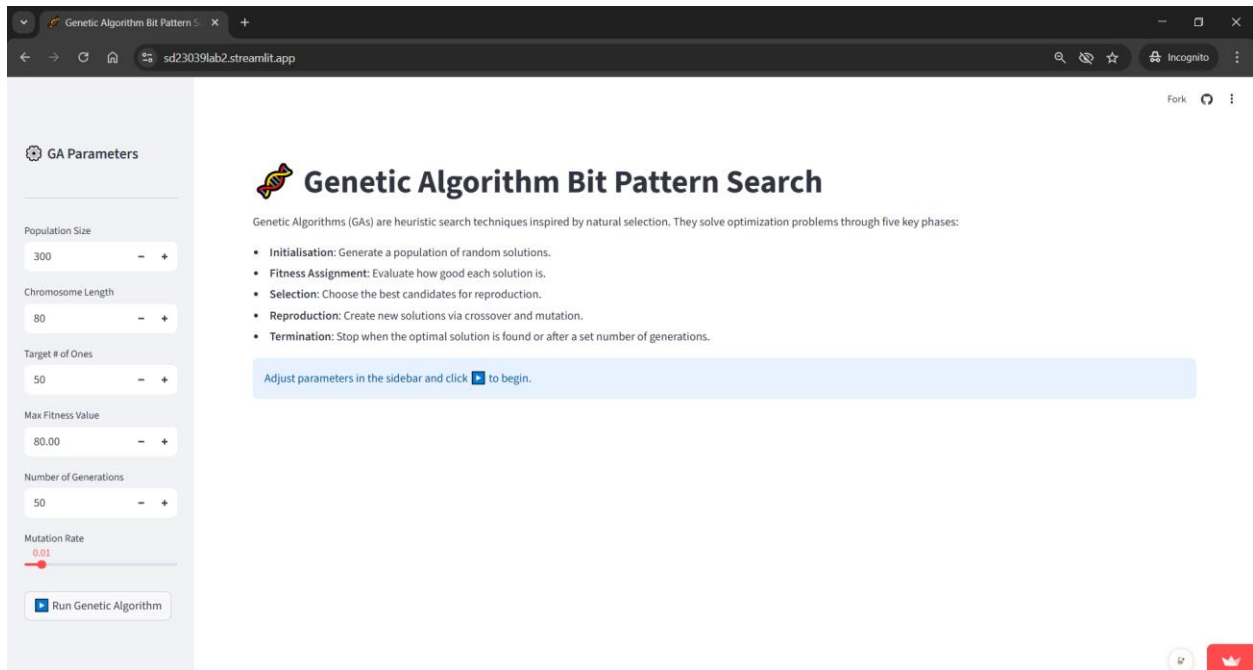 Genetic Algorithm Bit Pattern S
sd23039lab2.streamlit.app
Incognito
Fork
GA Parameters
Population Size
300
Chromosome Length
80
Target # of Ones
50
Max Fitness Value
80.00
Number of Generations
50
Mutation Rate
0.01
Run Genetic Algorithm
Genetic Algorithm Bit Pattern Search
Genetic Algorithms (GAs) are heuristic search techniques inspired by natural selection. They solve optimization problems through five key phases:
• Initialisation: Generate a population of random solutions.
• Fitness Assignment: Evaluate how good each solution is.
• Selection: Choose the best candidates for reproduction.
• Reproduction: Create new solutions via crossover and mutation.
• Termination: Stop when the optimal solution is found or after a set number of generations.
Adjust parameters in the sidebar and click ▶️ to begin.